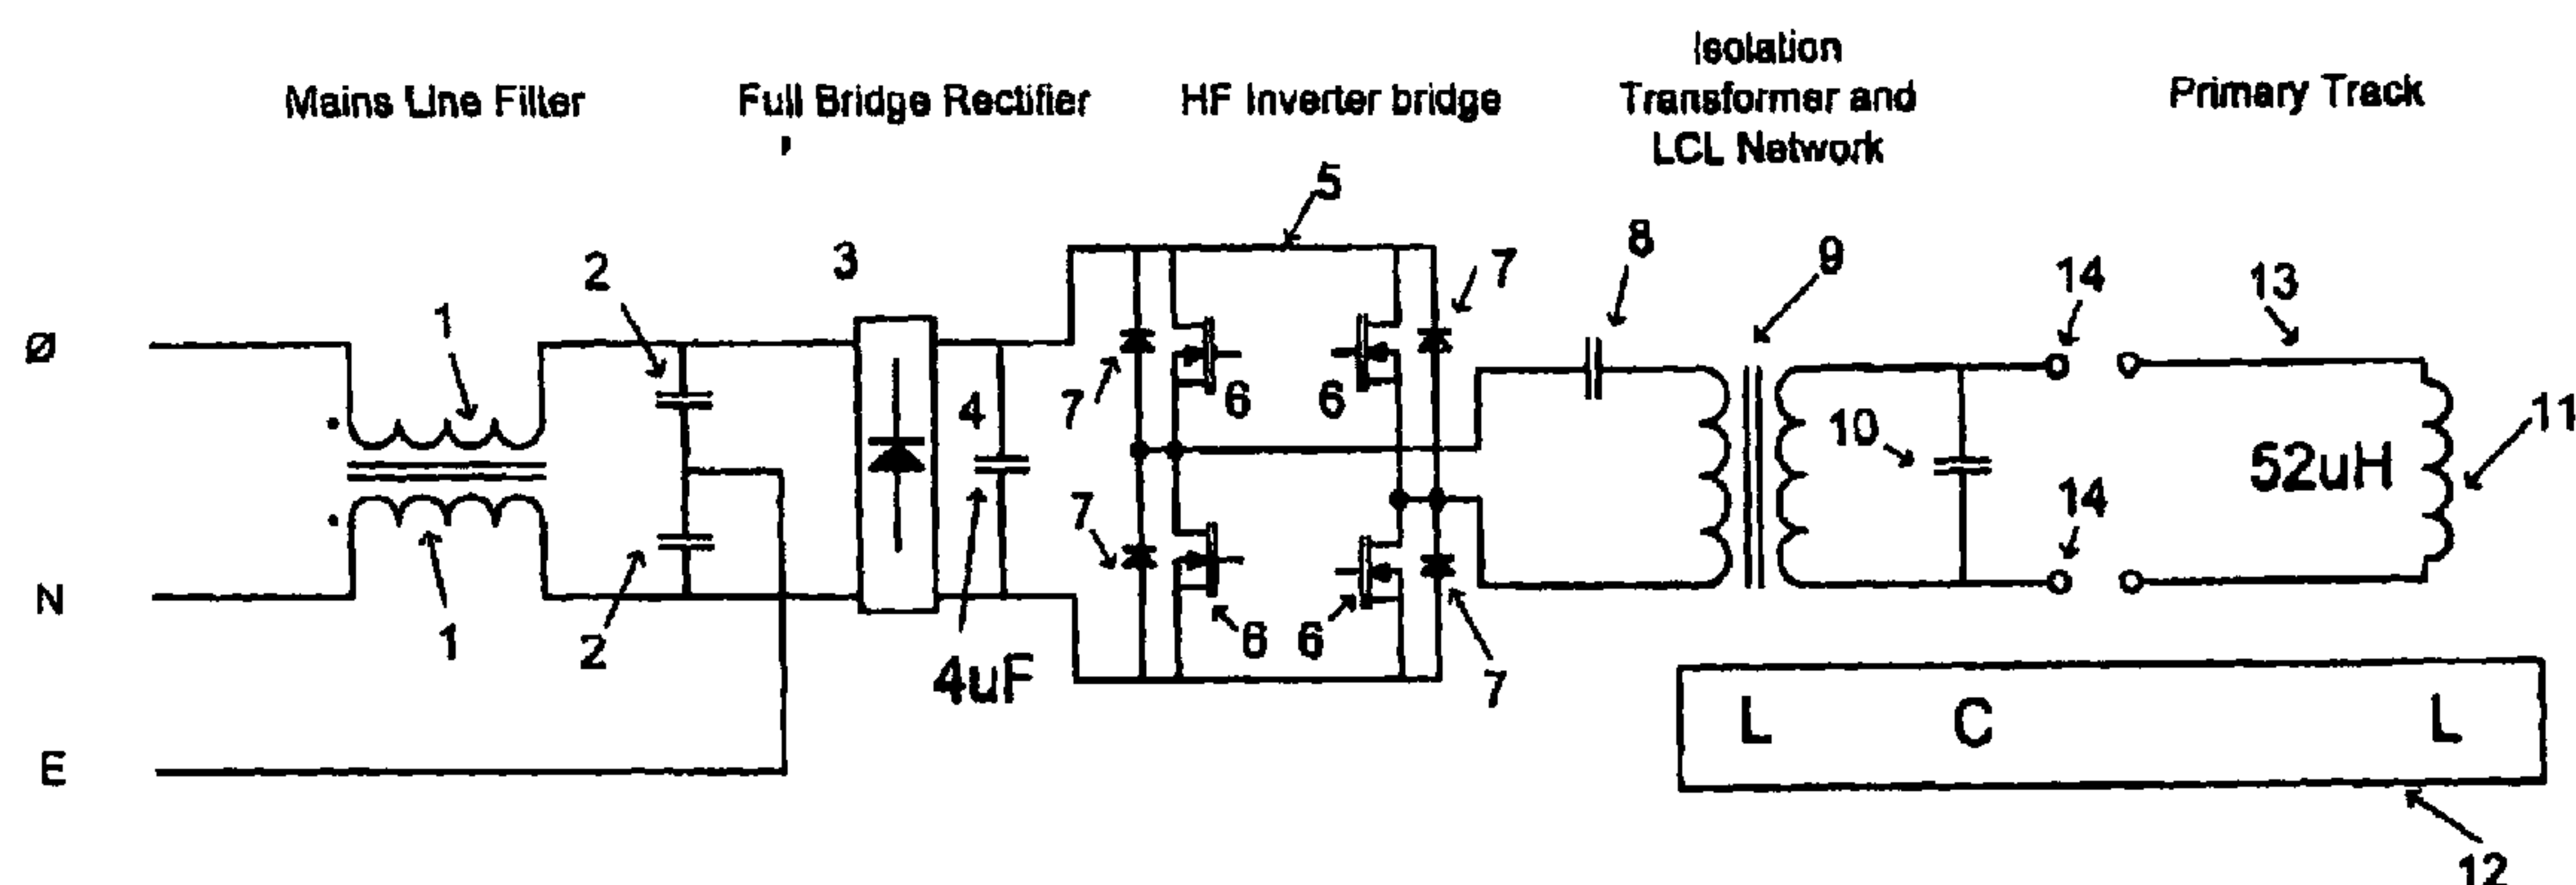 Mains Line Filter
Full Bridge Rectifier
HF Inverter bridge
Isolation
Transformer and
LCL Network
Primary Track
5
3
2
1
8
9
7
14
13
Ø
7
6
6
4
10
52uH
11
7
14
N
1
2
6
6
4uF
7
E
L C L
12